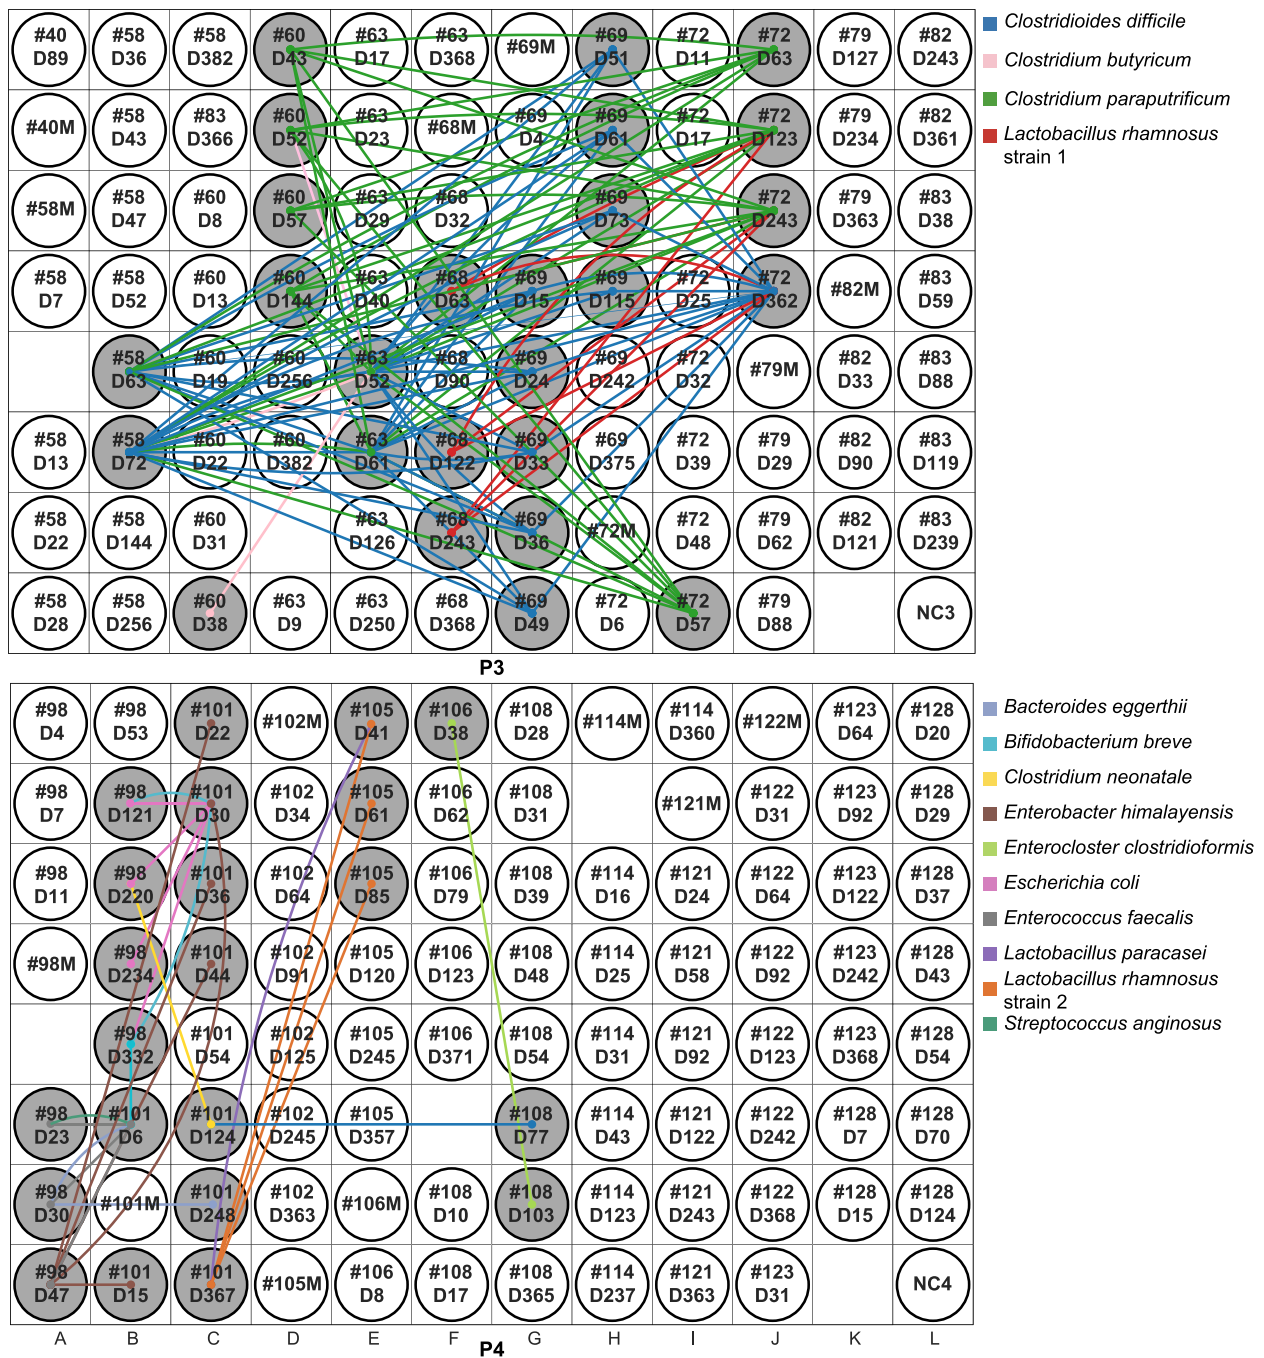 #40 #58 #58 #60 #63 #63 #69M #69 #72 #72 #79 #82
D89 D36 D382 D43 D17 D368 D51 D11 D63 D127 D243
#40M #58 #83 #60 #63 #68M #69 #69 #72 #72 #79 #82
D43 D366 D52 D23 D4 D61 D17 D123 D234 D361
#58M #58 #60 #60 #63 #68 #69 #72 #79 #83
D47 D8 D57 D29 D32 D73 D243 D363 D38
#58 #58 #60 #60 #63 #68 #69 #69 #72 #72 #82M #83
D7 D52 D13 D144 D40 D63 D15 D115 D25 D362 D59
#58 #60 #60 #63 #68 #69 #69 #72 #79M #82 #83
D63 D19 D256 D52 D90 D24 D242 D32 D33 D88
#58 #58 #60 #60 #63 #68 #69 #69 #72 #79 #82 #83
D13 D72 D22 D382 D61 D122 D33 D375 D39 D29 D90 D119
#58 #58 #60 #63 #68 #69 #72M #72 #79 #82 #83
D22 D144 D31 D126 D243 D36 D48 D62 D121 D239
#58 #58 #60 #63 #63 #68 #69 #72 #72 #79 NC3
D28 D256 D38 D9 D250 D368 D49 D6 D57 D88
P3
Clostridioides difficile
Clostridium butyricum
Clostridium paraputrificum
Lactobacillus rhamnosus
strain 1
#98 #98 #101 #102M #105 #106 #108 #114M #114 #122M #123 #128
D4 D53 D22 D41 D38 D28 D360 D64 D20
#98 #98 #101 #102 #105 #106 #108 #121M #122 #123 #128
D7 D121 D30 D34 D61 D62 D31 D31 D92 D29
#98 #98 #101 #102 #105 #106 #108 #114 #121 #122 #123 #128
D11 D220 D36 D64 D85 D79 D39 D16 D24 D64 D122 D37
#98M #98 #101 #102 #105 #106 #108 #114 #121 #122 #123 #128
D234 D44 D91 D120 D123 D48 D25 D58 D92 D242 D43
#98 #101 #102 #105 #106 #108 #114 #121 #122 #123 #128
D332 D54 D125 D245 D371 D54 D31 D92 D123 D368 D54
#98 #101 #101 #102 #105 #108 #114 #121 #122 #128 #128
D23 D6 D124 D245 D357 D77 D43 D122 D242 D7 D70
#98 #101M #101 #102 #106M #108 #108 #114 #121 #122 #128 #128
D30 D248 D363 D10 D103 D123 D243 D368 D15 D124
#98 #101 #101 #105M #106 #108 #108 #114 #121 #123 NC4
D47 D15 D367 D8 D17 D365 D237 D363 D31
A B C D E F G H I J K L
P4
Bacteroides eggerthii
Bifidobacterium breve
Clostridium neonatale
Enterobacter himalayensis
Enterocloster clostridioformis
Escherichia coli
Enterococcus faecalis
Lactobacillus paracasei
Lactobacillus rhamnosus
strain 2
Streptococcus anginosus